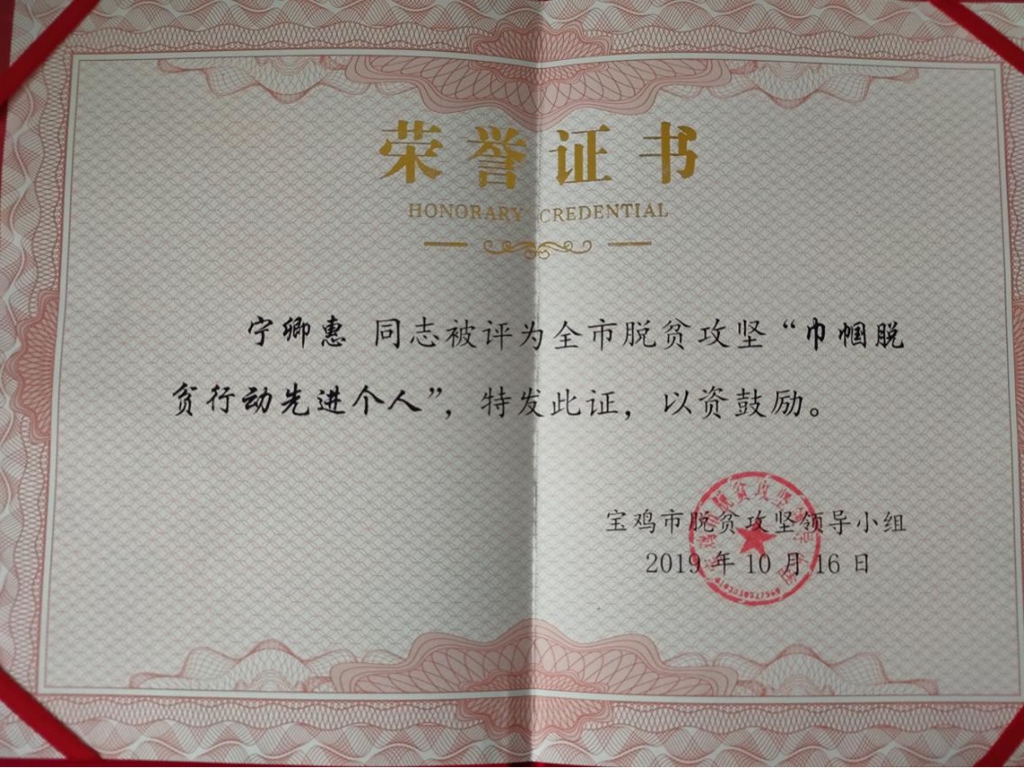 荣誉证书
HONORARY CREDENTIAL
宁卿惠 同志被评为全市脱贫攻坚“巾帼脱
贫行动先进个人”，特发此证，以资鼓励。
宝鸡市脱贫攻坚领导小组
2019 年 10 月 16 日